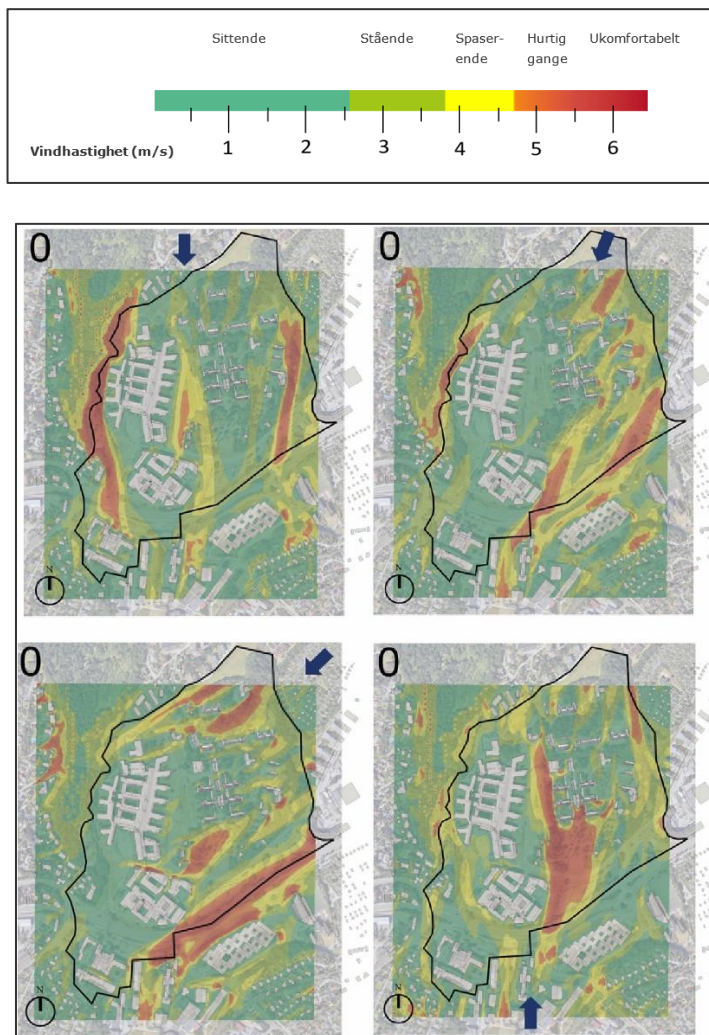 Sittende Stående Spaser- Hurtig Ukomfortabelt
ende gange
Vindhastighet (m/s) 1 2 3 4 5 6
0 0
N N
0 0
N N